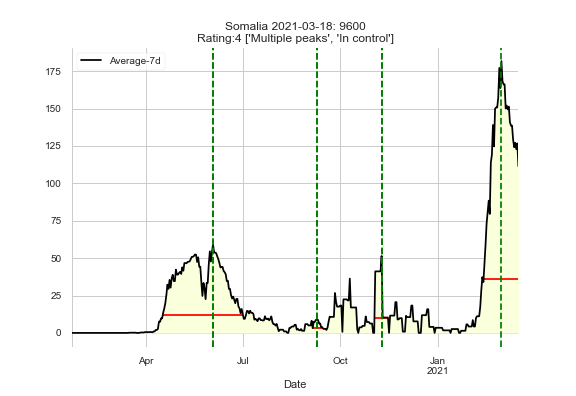 Somalia 2021-03-18: 9600
Rating:4 ['Multiple peaks', 'In control']
Average-7d
175
150
125
100
75
50
25
0
Apr Jul Oct Jan
2021
Date